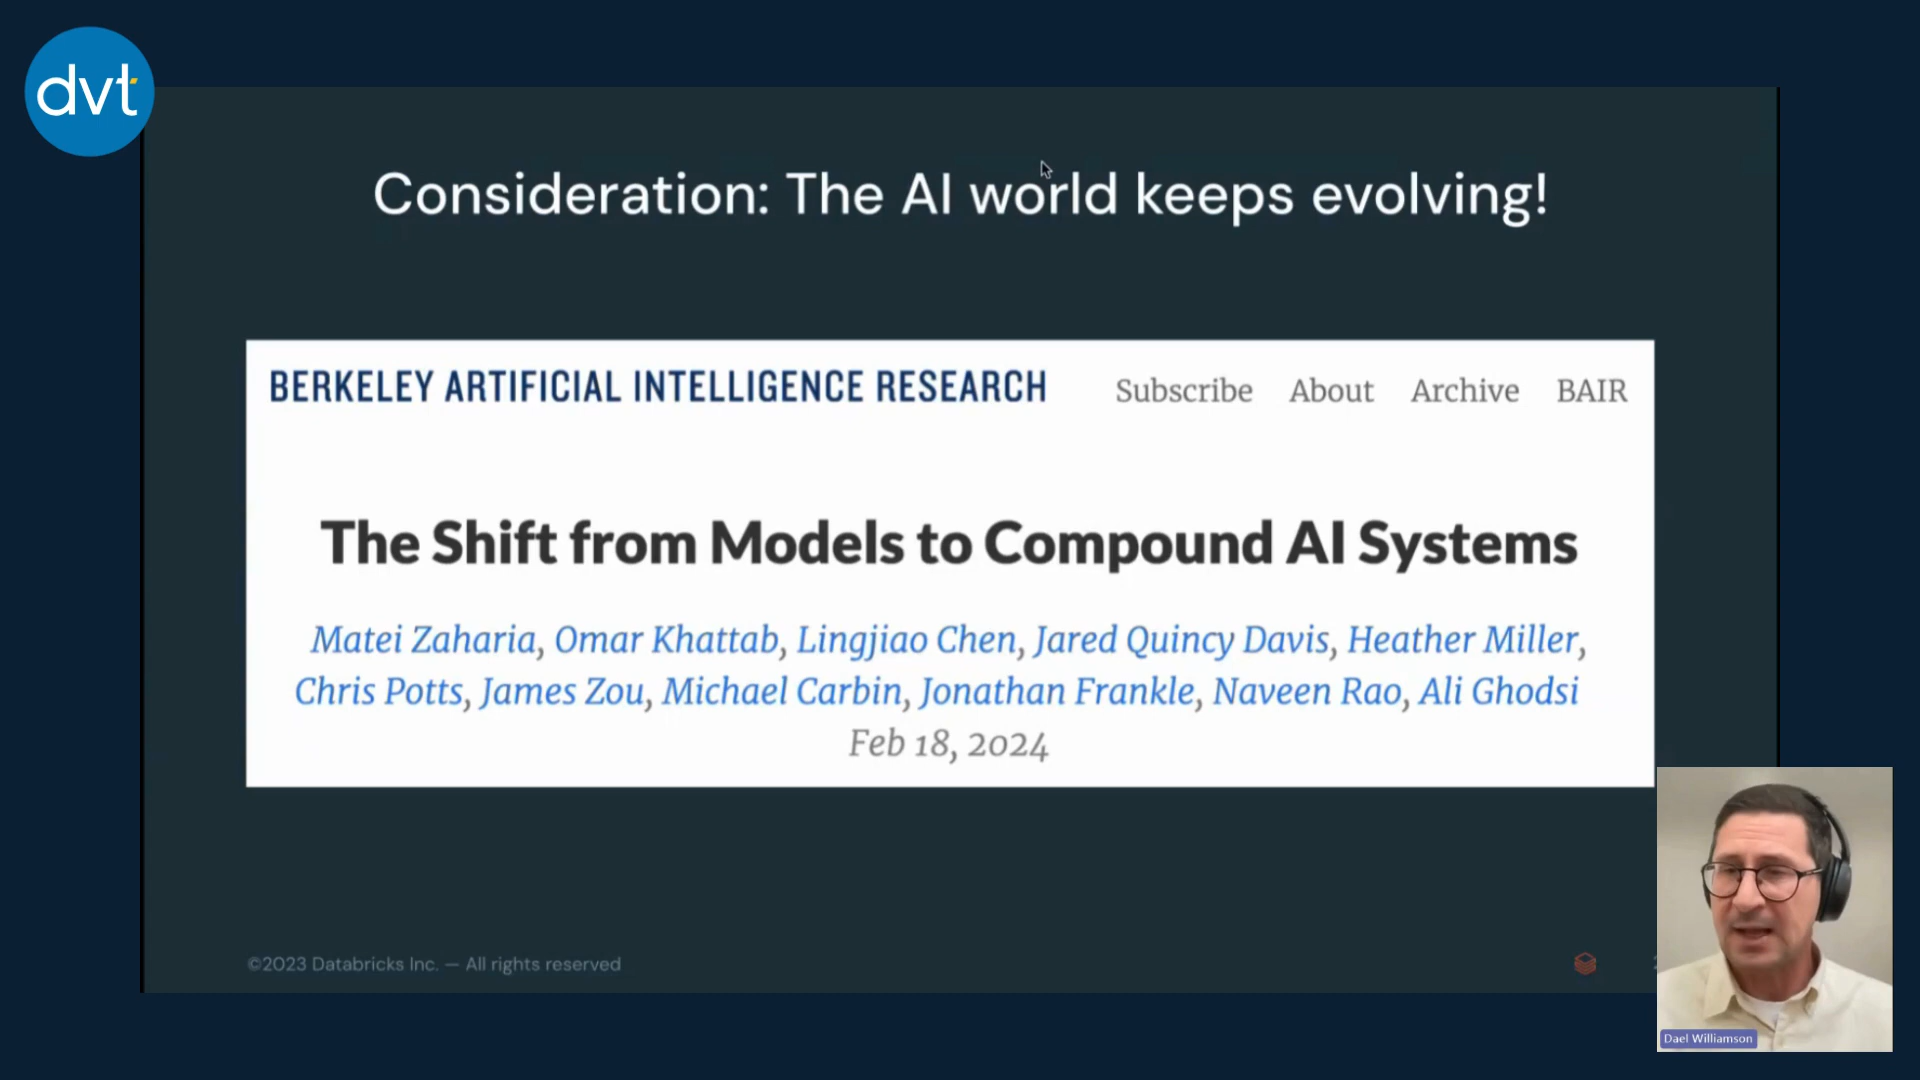 dvt
Consideration: The AI world keeps evolving!
BERKELEY ARTIFICIAL INTELLIGENCE RESEARCH
Subscribe About Archive BAIR
The Shift from Models to Compound AI Systems
Matei Zaharia, Omar Khattab, Lingjiao Chen, Jared Quincy Davis, Heather Miller,
Chris Potts, James Zou, Michael Carbin, Jonathan Frankle, Naveen Rao, Ali Ghodsi
Feb 18, 2024
©2023 Databricks Inc. — All rights reserved
Dael Williamson